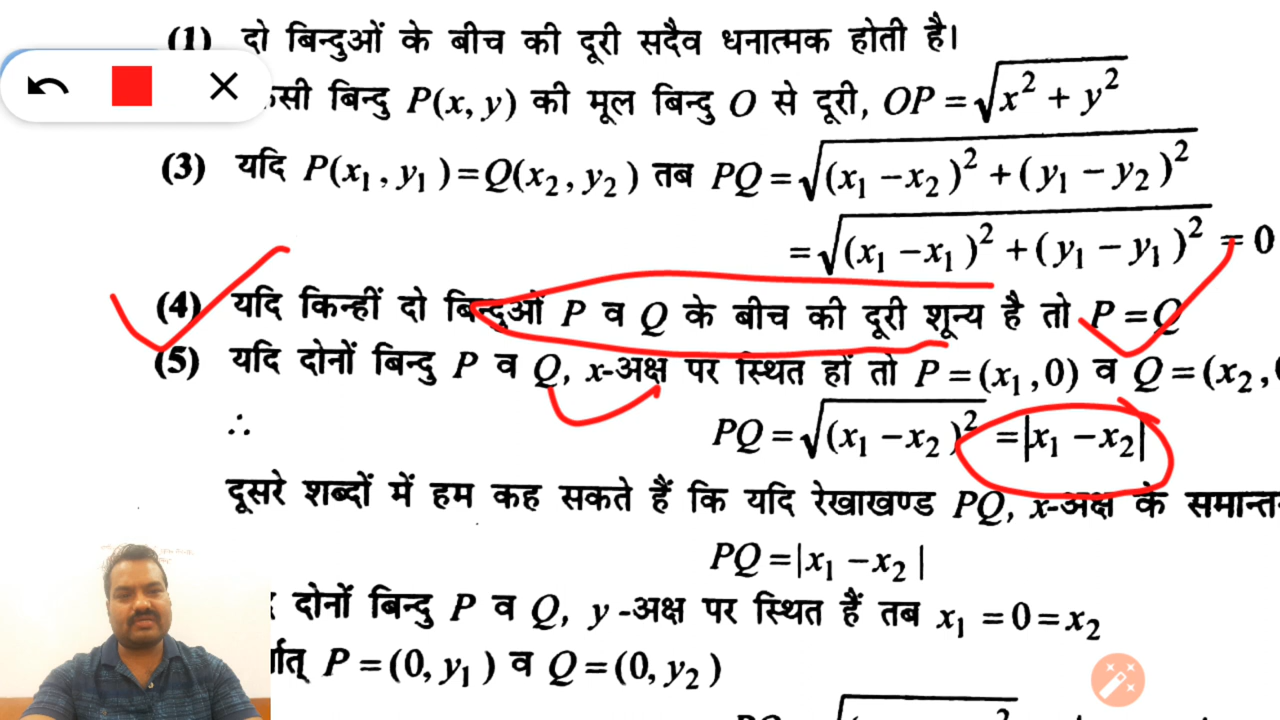 (1) दो बिन्दुओं के बीच की दूरी सदैव धनात्मक होती है।
बिन्दु P(x, y) की मूल बिन्दु O से दूरी, OP = √(x² + y²)
(3) यदि P(x₁, y₁) = Q(x₂, y₂) तब PQ = √((x₁ − x₂)² + (y₁ − y₂)²)
= √((x₁ − x₁)² + (y₁ − y₁)²) = 0
(4) यदि किन्हीं दो बिन्दुओं P व Q के बीच की दूरी शून्य है तो P = Q
(5) यदि दोनों बिन्दु P व Q, x-अक्ष पर स्थित हों तो P = (x₁, 0) व Q = (x₂,
∴ PQ = √((x₁ − x₂)²) = |x₁ − x₂|
दूसरे शब्दों में हम कह सकते हैं कि यदि रेखाखण्ड PQ, x-अक्ष के
PQ = |x₁ − x₂|
दोनों बिन्दु P व Q, y-अक्ष पर स्थित हैं तब x₁ = 0 = x₂
P = (0, y₁) व Q = (0, y₂)